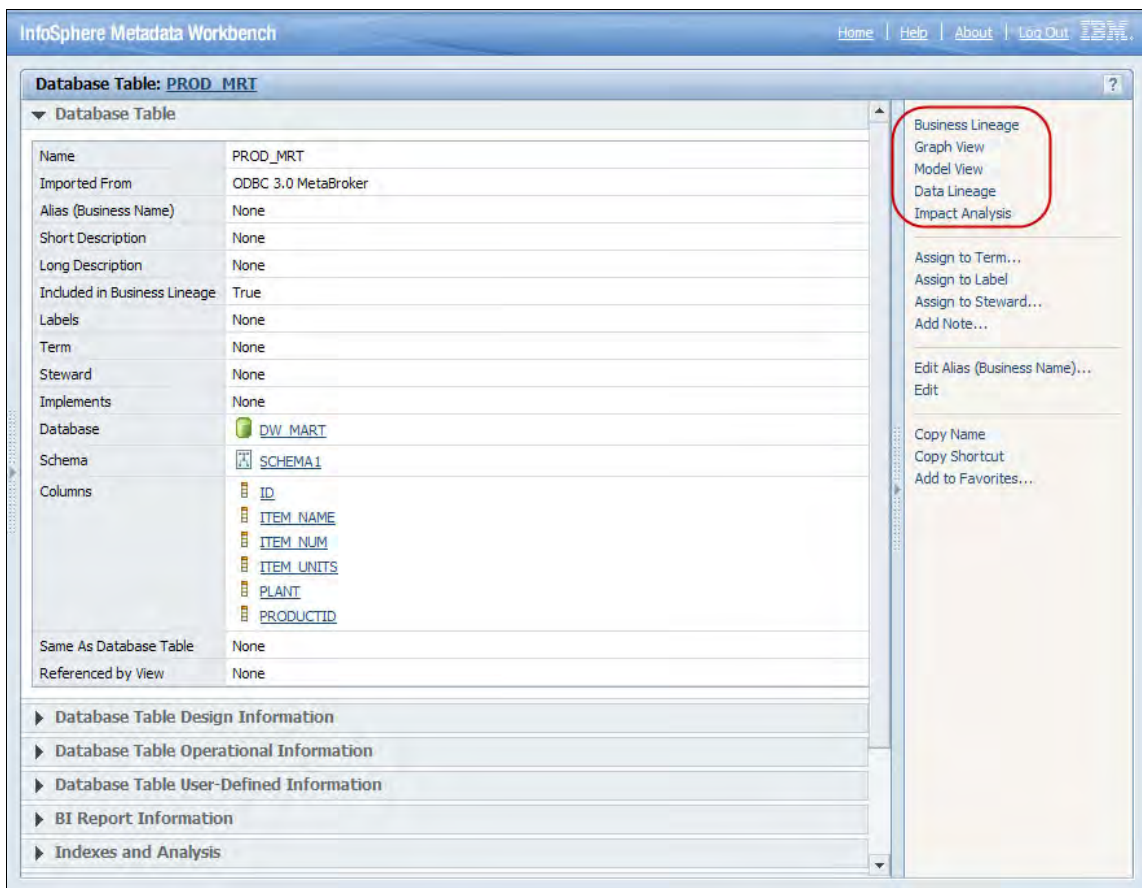 InfoSphere Metadata Workbench
Home | Help | About | Log Out IBM.
Database Table: PROD_MRT ?
Database Table
Name PROD_MRT
Imported From ODBC 3.0 MetaBroker
Alias (Business Name) None
Short Description None
Long Description None
Included in Business Lineage True
Labels None
Term None
Steward None
Implements None
Database DW_MART
Schema SCHEMA1
Columns ID
ITEM_NAME
ITEM_NUM
ITEM_UNITS
PLANT
PRODUCTID
Same As Database Table None
Referenced by View None
Database Table Design Information
Database Table Operational Information
Database Table User-Defined Information
BI Report Information
Indexes and Analysis
Business Lineage
Graph View
Model View
Data Lineage
Impact Analysis
Assign to Term...
Assign to Label
Assign to Steward...
Add Note...
Edit Alias (Business Name)...
Edit
Copy Name
Copy Shortcut
Add to Favorites...